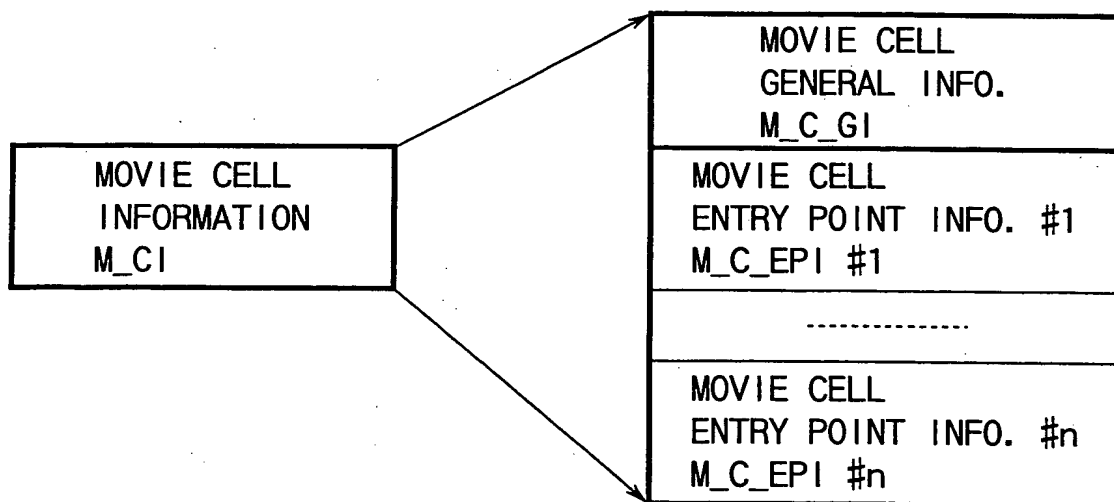 MOVIE CELL
INFORMATION
M_CI
MOVIE CELL
GENERAL INFO.
M_C_GI
MOVIE CELL
ENTRY POINT INFO. #1
M_C_EPI #1
MOVIE CELL
ENTRY POINT INFO. #n
M_C_EPI #n